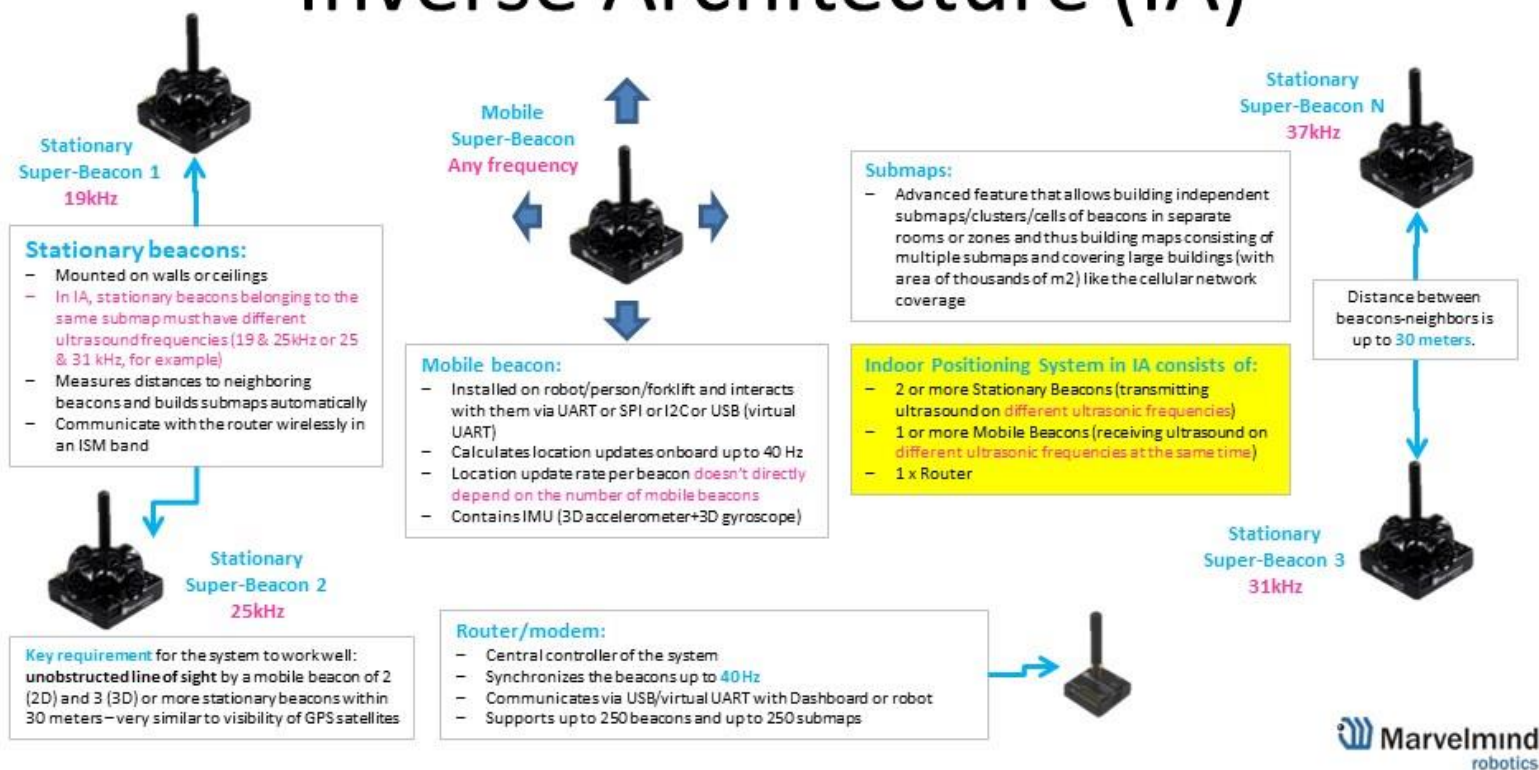 Inverse Architecture (IA)
Stationary
Super-Beacon 1
19kHz
Mobile
Super-Beacon
Any frequency
Stationary
Super-Beacon N
37kHz
Stationary beacons:
– Mounted on walls or ceilings
– In IA, stationary beacons belonging to the
same submap must have different
ultrasound frequencies (19 & 25kHz or 25
& 31 kHz, for example)
– Measures distances to neighboring
beacons and builds submaps automatically
– Communicate with the router wirelessly in
an ISM band
Submaps:
– Advanced feature that allows building independent
submaps/clusters/cells of beacons in separate
rooms or zones and thus building maps consisting of
multiple submaps and covering large buildings (with
area of thousands of m2) like the cellular network
coverage
Distance between
beacons-neighbors is
up to 30 meters.
Mobile beacon:
– Installed on robot/person/forklift and interacts
with them via UART or SPI or I2C or USB (virtual
UART)
– Calculates location updates onboard up to 40 Hz
– Location update rate per beacon doesn't directly
depend on the number of mobile beacons
– Contains IMU (3D accelerometer+3D gyroscope)
Indoor Positioning System in IA consists of:
– 2 or more Stationary Beacons (transmitting
ultrasound on different ultrasonic frequencies)
– 1 or more Mobile Beacons (receiving ultrasound on
different ultrasonic frequencies at the same time)
– 1 x Router
Stationary
Super-Beacon 2
25kHz
Stationary
Super-Beacon 3
31kHz
Key requirement for the system to work well:
unobstructed line of sight by a mobile beacon of 2
(2D) and 3 (3D) or more stationary beacons within
30 meters – very similar to visibility of GPS satellites
Router/modem:
– Central controller of the system
– Synchronizes the beacons up to 40Hz
– Communicates via USB/virtual UART with Dashboard or robot
– Supports up to 250 beacons and up to 250 submaps
Marvelmind
robotics